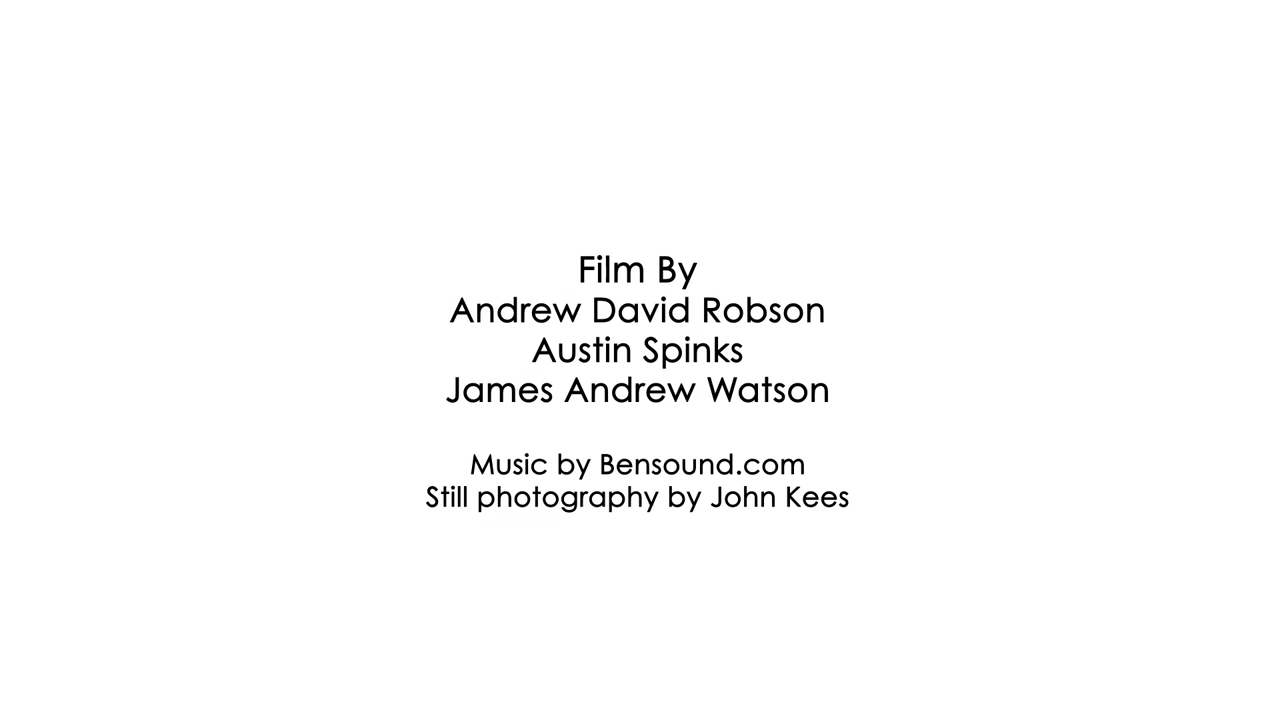 Film By
Andrew David Robson
Austin Spinks
James Andrew Watson
Music by Bensound.com
Still photography by John Kees